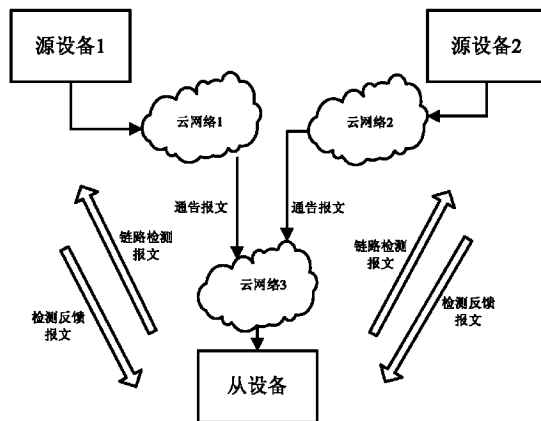 源设备1
源设备2
云网络1
云网络2
通告报文
通告报文
链路检测
报文
链路检测
报文
云网络3
检测反馈
报文
检测反馈
报文
从设备